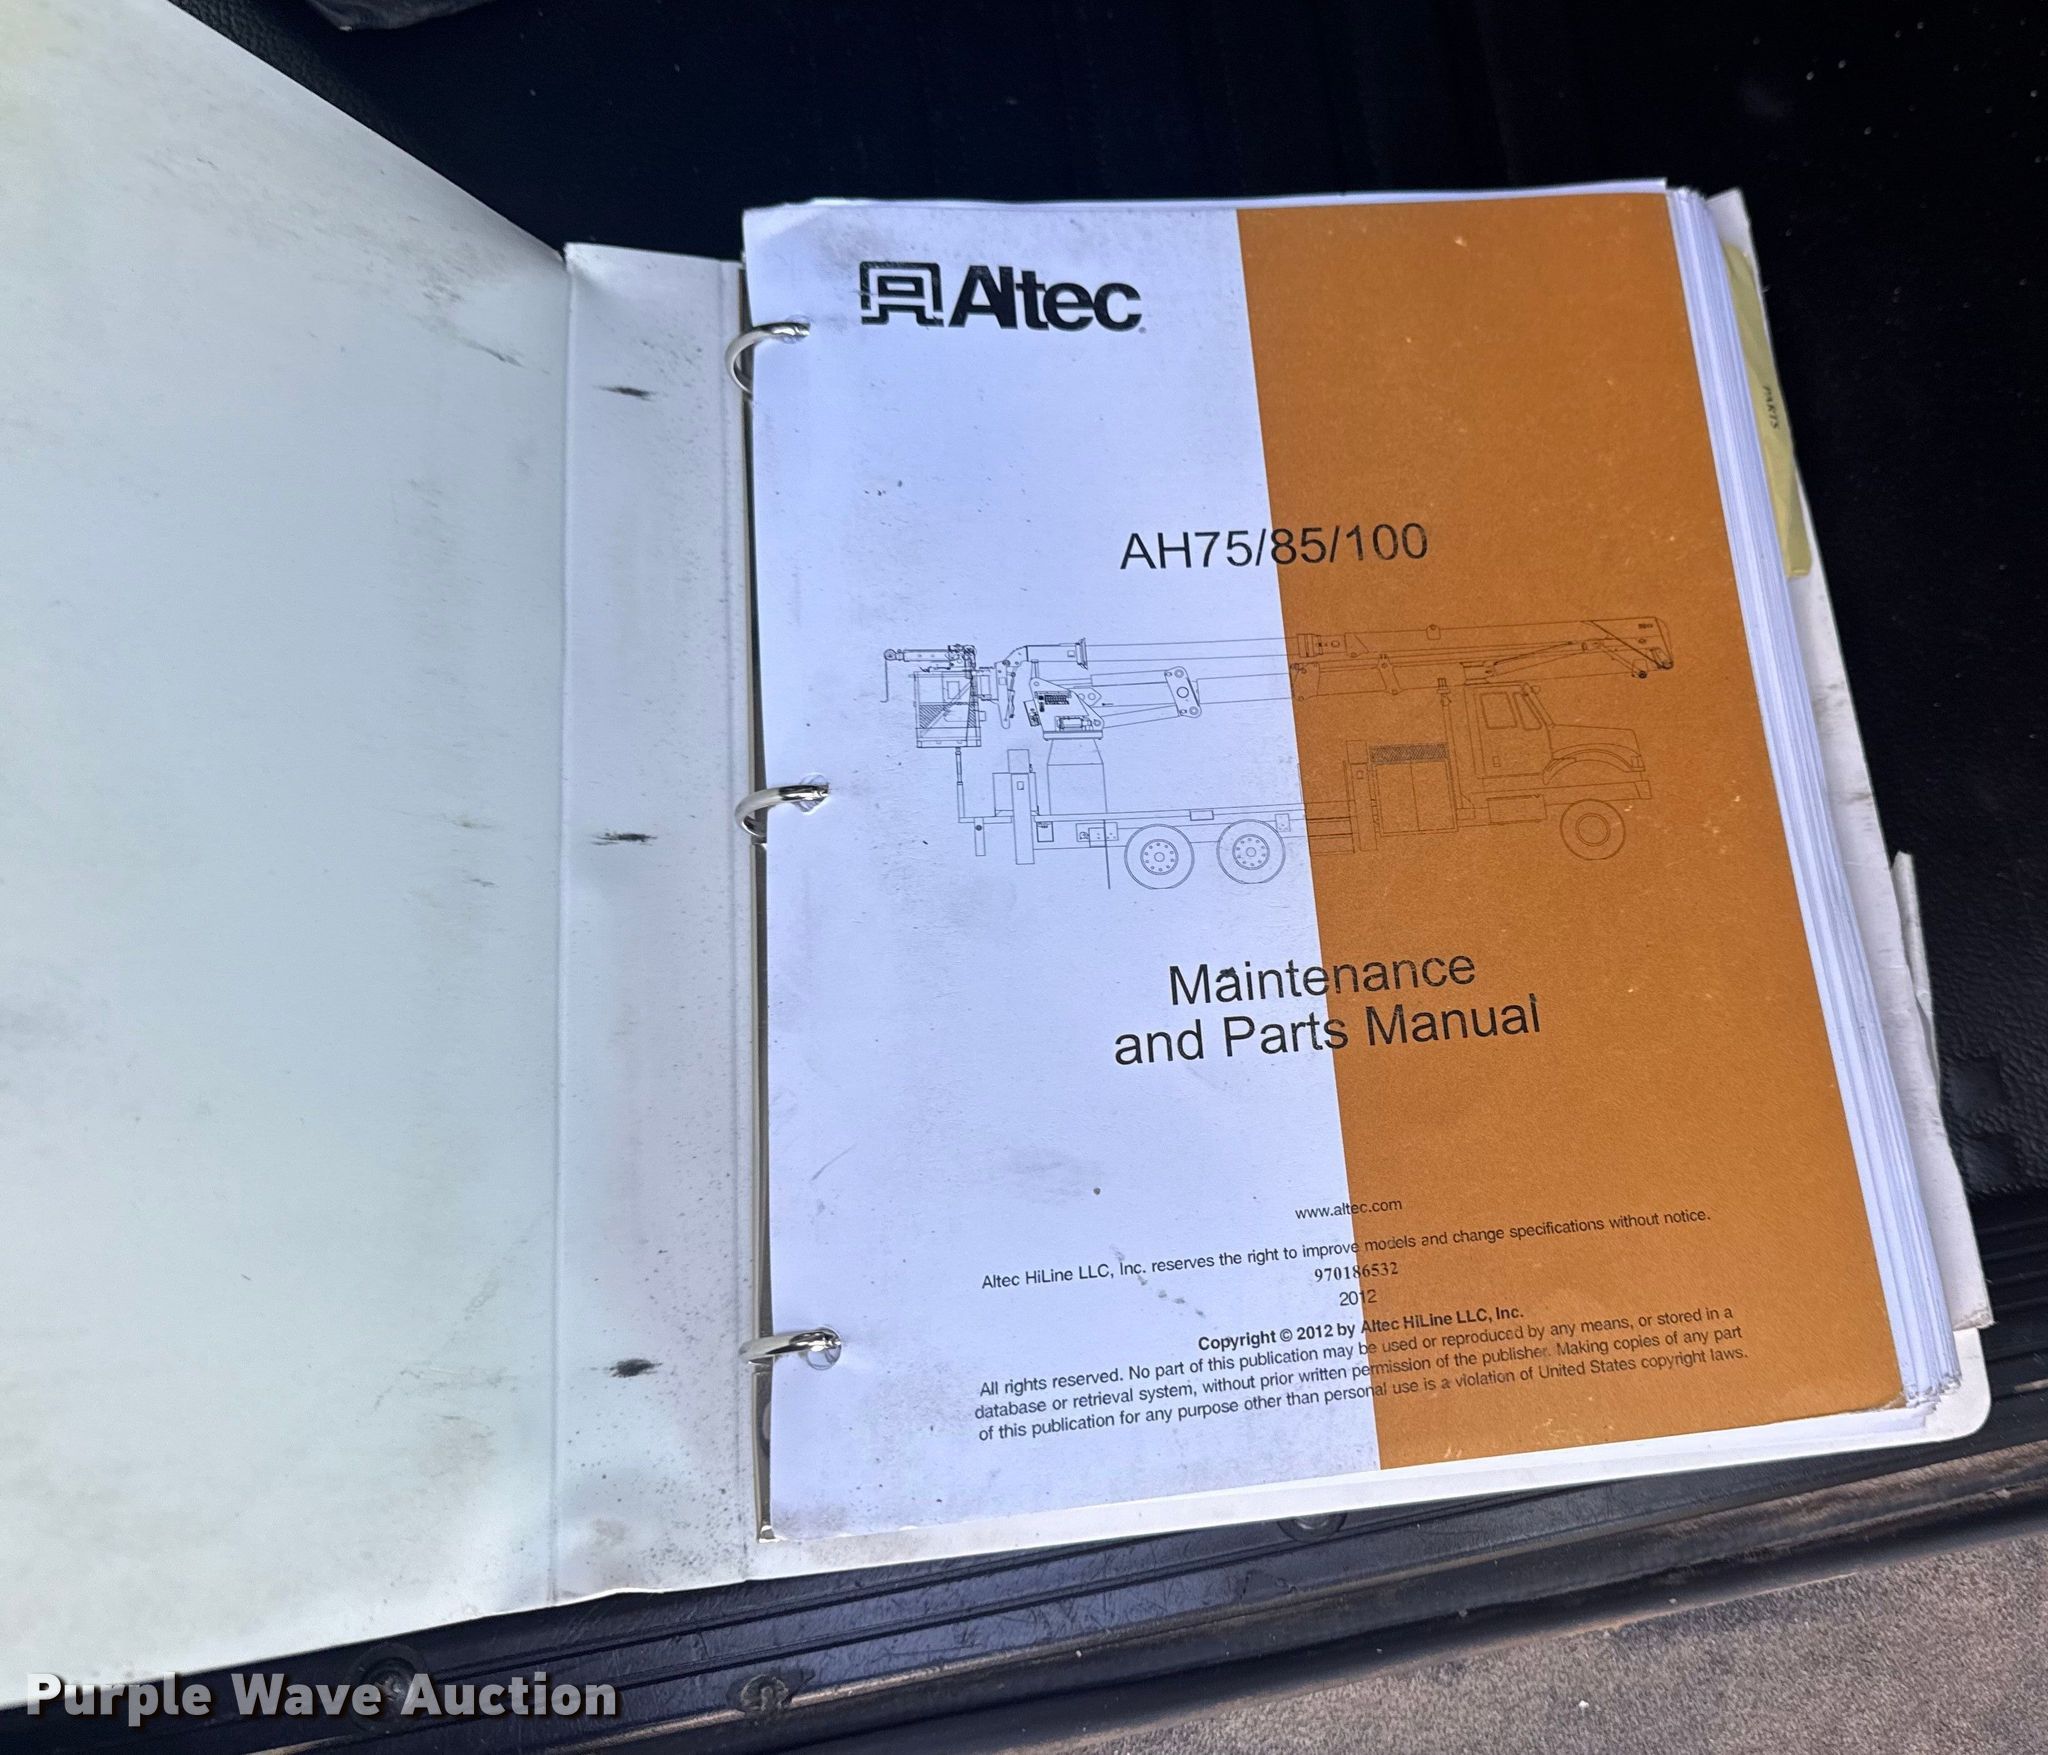 Altec
AH75/85/100
Maintenance
and Parts Manual
www.altec.com
Altec HiLine LLC, Inc. reserves the right to improve models and change specifications without notice.
970186532
2012
Copyright © 2012 by Altec HiLine LLC, Inc.
All rights reserved. No part of this publication may be used or reproduced by any means, or stored in a
database or retrieval system, without prior written permission of the publisher. Making copies of any part
of this publication for any purpose other than personal use is a violation of United States copyright laws.
PARTS
Purple Wave Auction